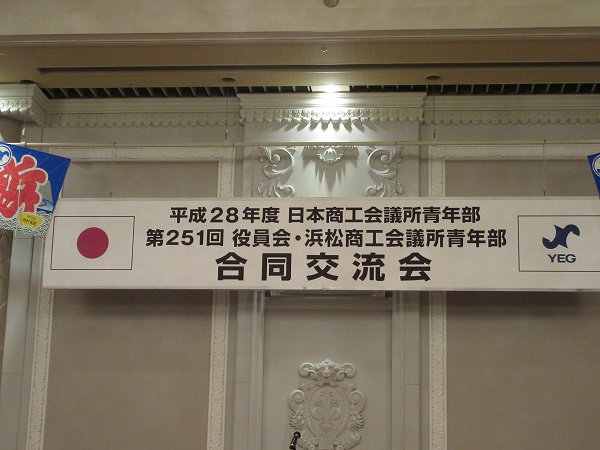 平成28年度 日本商工会議所青年部
第251回 役員会・浜松商工会議所青年部
合同交流会
YEG